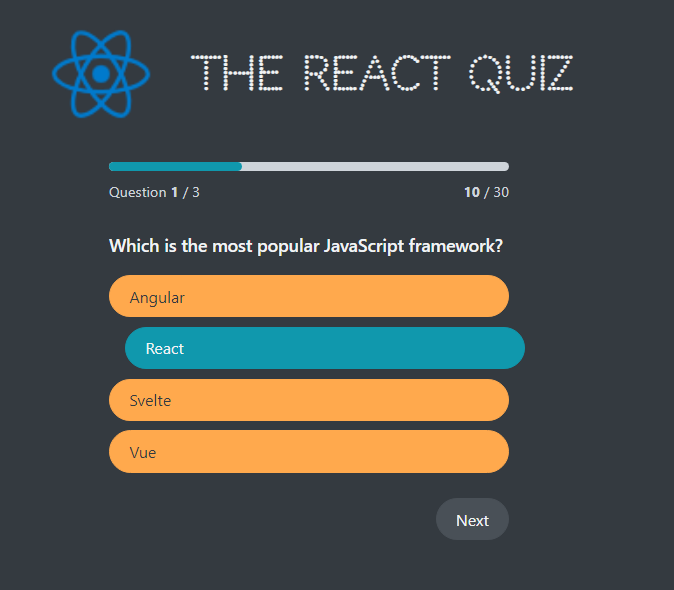 THE REACT QUIZ
Question 1 / 3
10 / 30
Which is the most popular JavaScript framework?
Angular
React
Svelte
Vue
Next